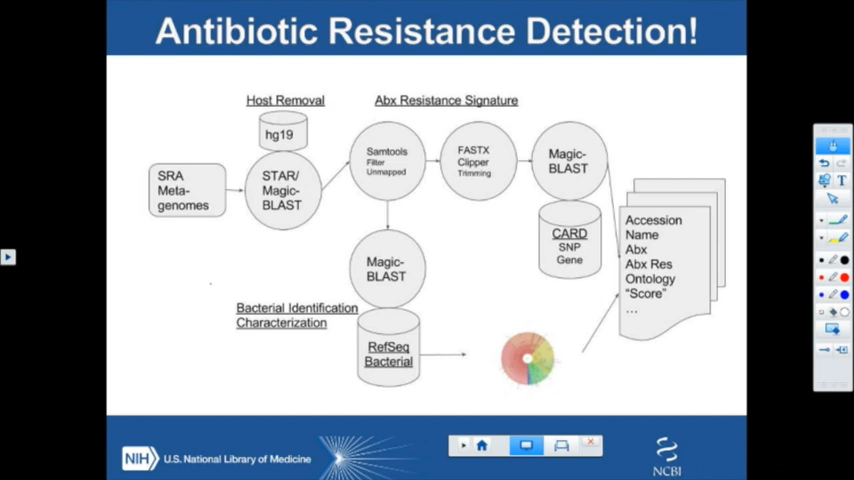 Antibiotic Resistance Detection!
Host Removal
Abx Resistance Signature
hg19
SRA
Meta-
genomes
STAR/
Magic-
BLAST
Samtools
Filter
Unmapped
FASTX
Clipper
Trimming
Magic-
BLAST
CARD
SNP
Gene
Accession
Name
Abx
Abx Res
Ontology
“Score”
...
Magic-
BLAST
Bacterial Identification
Characterization
RefSeq
Bacterial
NIH
U.S. National Library of Medicine
NCBI
T